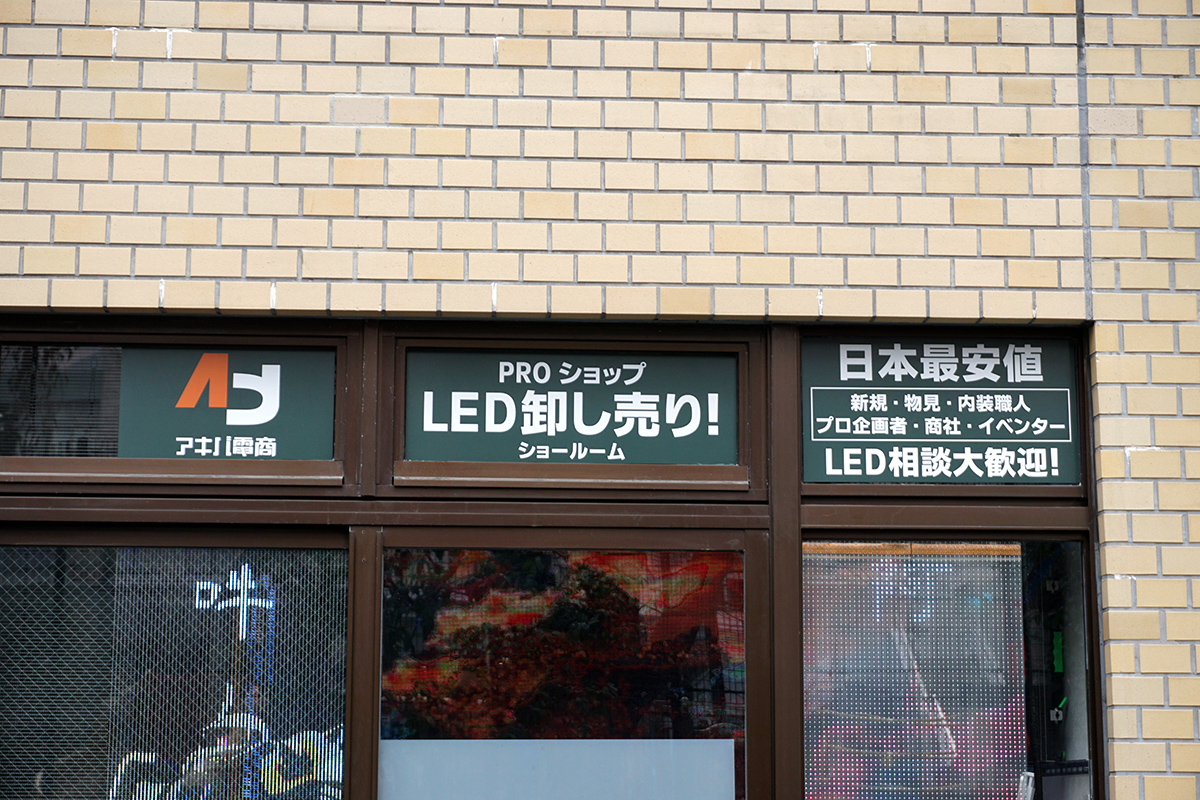 アキバ電商
PRO ショップ
LED卸し売り!
ショールーム
日本最安値
新規・物見・内装職人
プロ企画者・商社・イベンター
LED相談大歓迎!